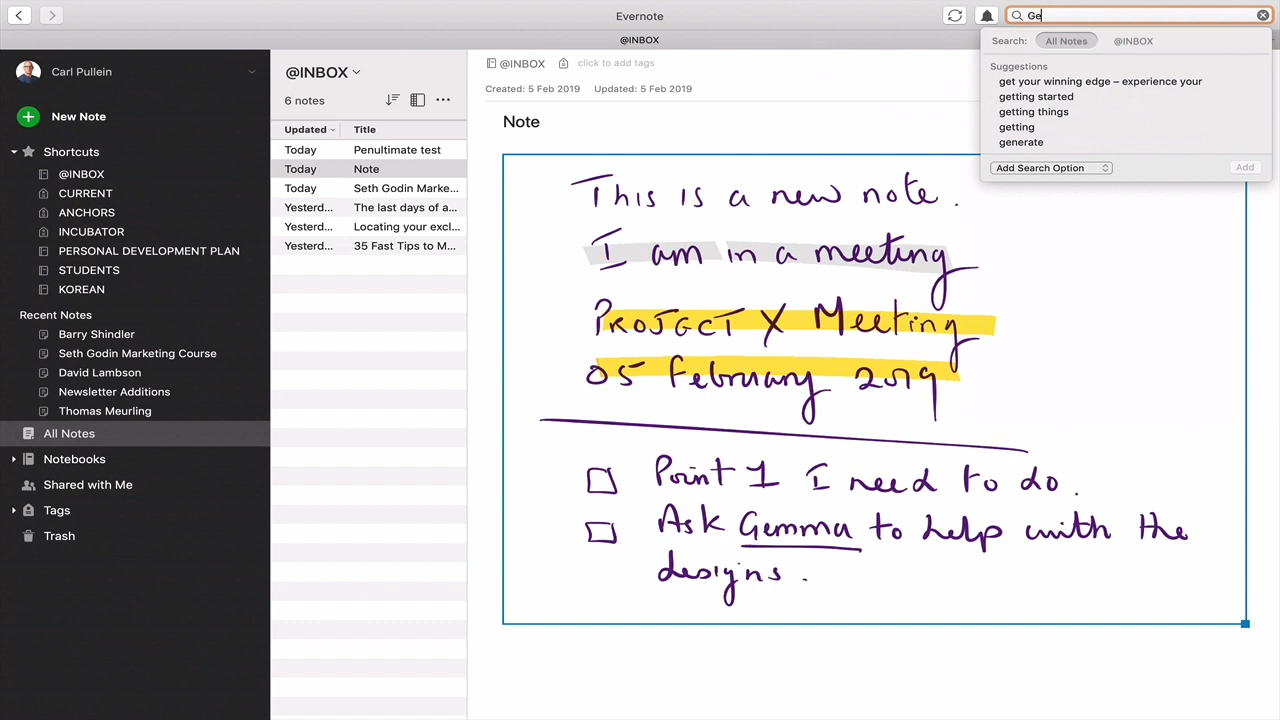 Evernote
Ge
@INBOX
Search: All Notes @INBOX
Suggestions
get your winning edge – experience your
getting started
getting things
getting
generate
Add Search Option Add
Carl Pullein
New Note
Shortcuts
@INBOX
CURRENT
ANCHORS
INCUBATOR
PERSONAL DEVELOPMENT PLAN
STUDENTS
KOREAN
Recent Notes
Barry Shindler
Seth Godin Marketing Course
David Lambson
Newsletter Additions
Thomas Meurling
All Notes
Notebooks
Shared with Me
Tags
Trash
@INBOX
6 notes
Updated Title
Today Penultimate test
Today Note
Today Seth Godin Marke...
Yesterd... The last days of a...
Yesterd... Locating your excl...
Yesterd... 35 Fast Tips to M...
@INBOX click to add tags
Created: 5 Feb 2019 Updated: 5 Feb 2019
Note
This is a new note.
I am in a meeting
PROJECT X Meeting
05 February 2019
Point 1 I need to do.
Ask Gemma to help with the
designs.